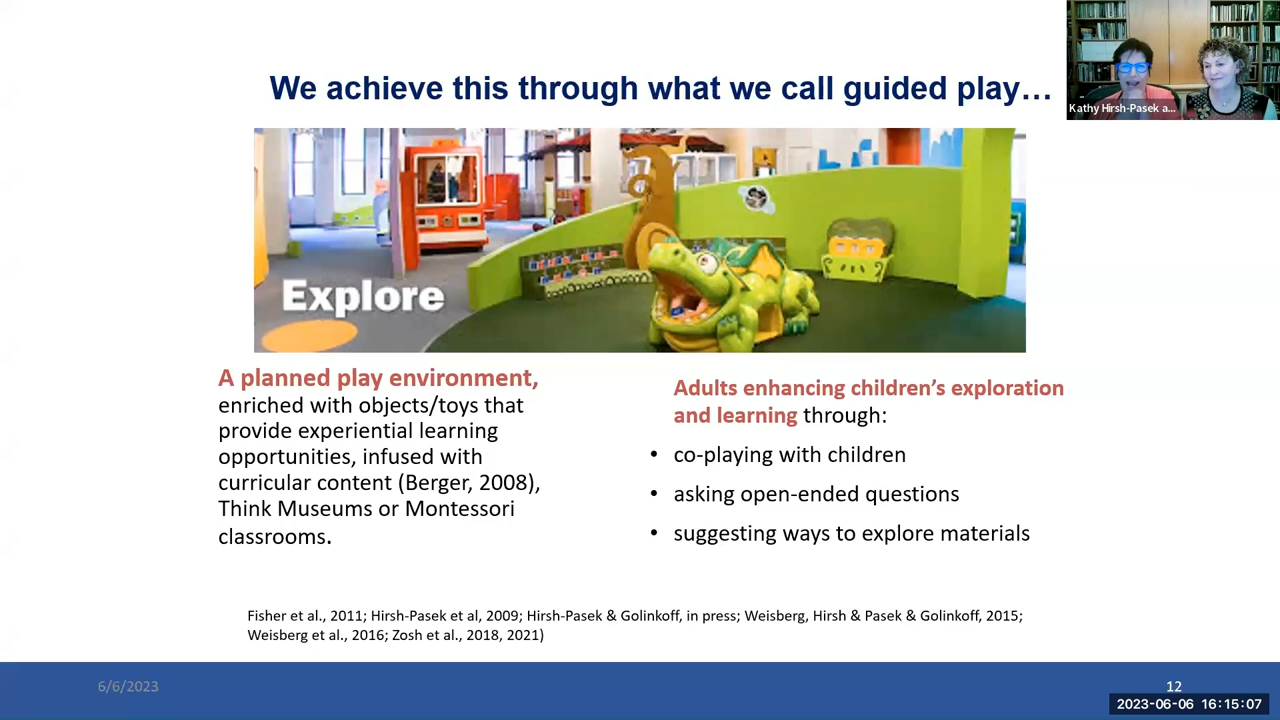 We achieve this through what we call guided play…
Kathy Hirsh-Pasek a...
Explore
A planned play environment,
enriched with objects/toys that
provide experiential learning
opportunities, infused with
curricular content (Berger, 2008),
Think Museums or Montessori
classrooms.
Adults enhancing children’s exploration
and learning through:
• co-playing with children
• asking open-ended questions
• suggesting ways to explore materials
Fisher et al., 2011; Hirsh-Pasek et al, 2009; Hirsh-Pasek & Golinkoff, in press; Weisberg, Hirsh & Pasek & Golinkoff, 2015;
Weisberg et al., 2016; Zosh et al., 2018, 2021)
6/6/2023
12
2023-06-06 16:15:07